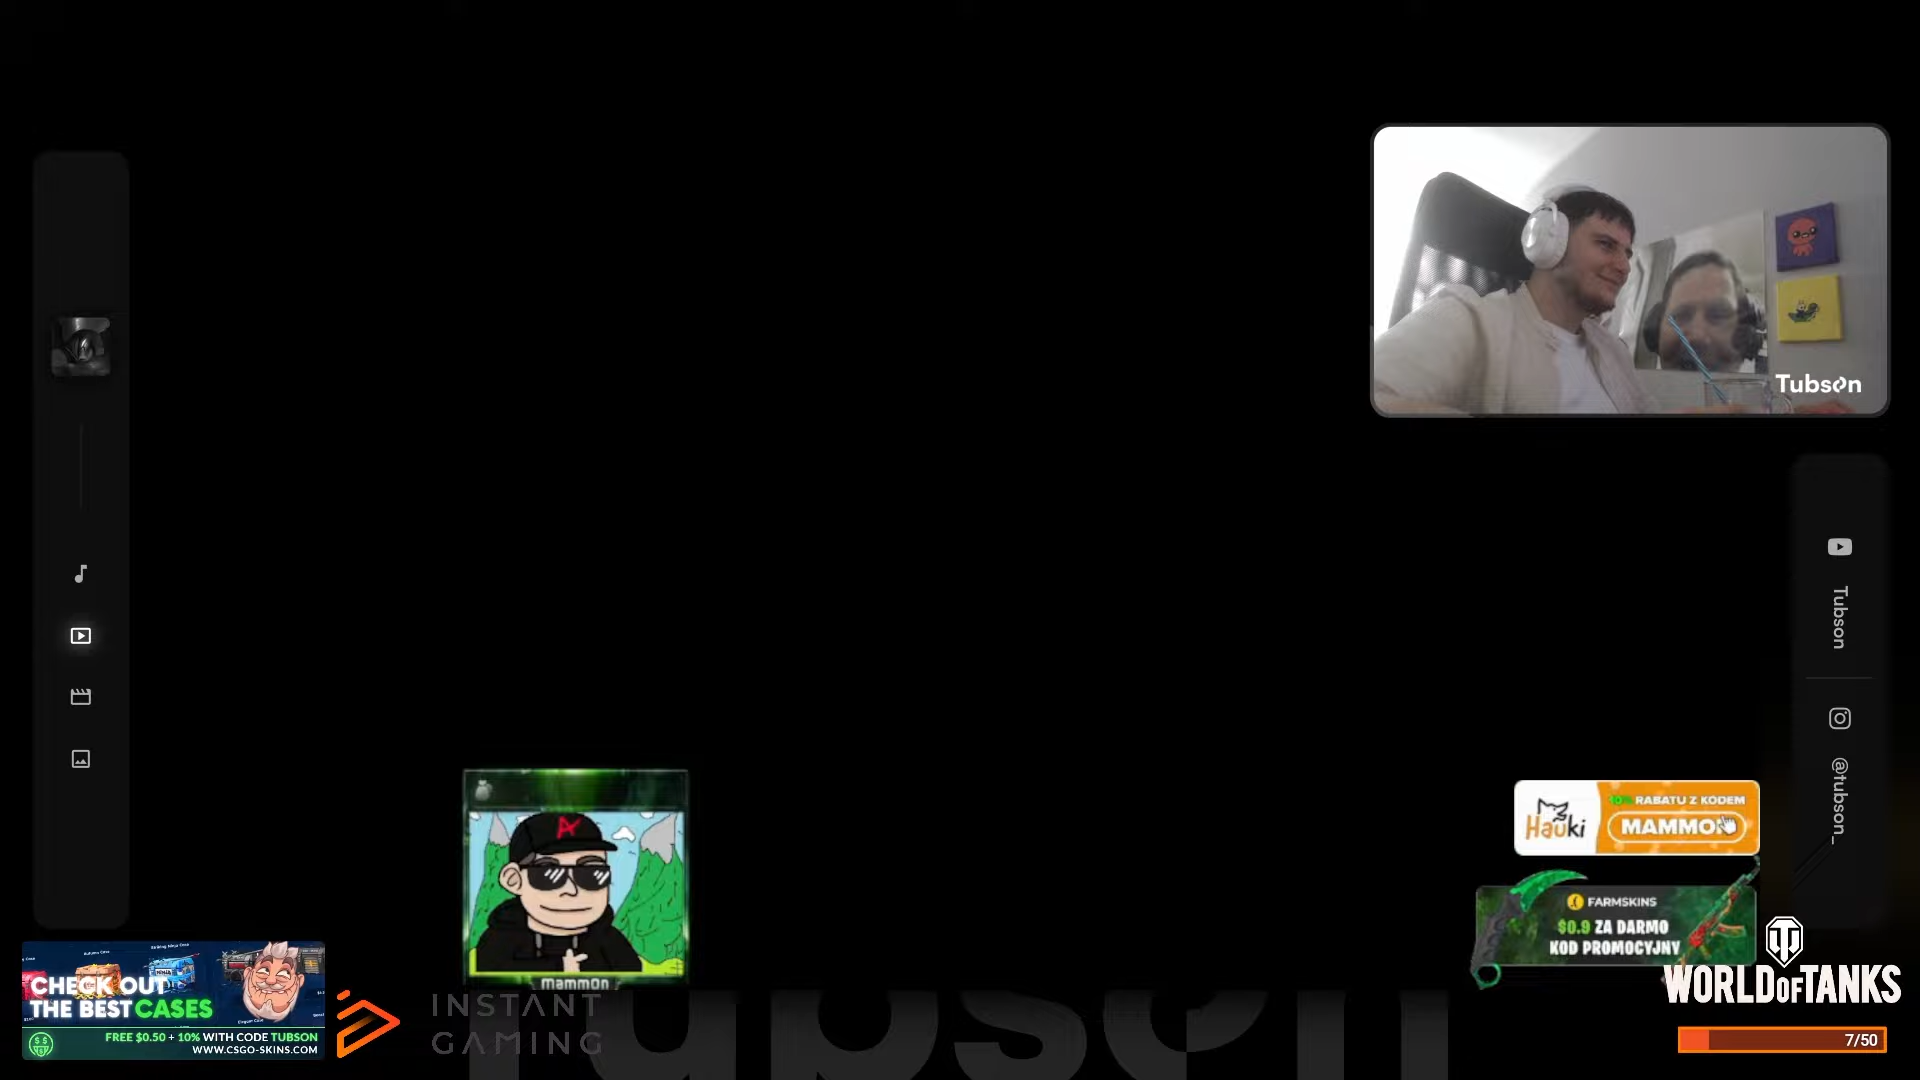 Tubson
Tubson
@tubson_
10% RABATU Z KODEM
Hauki
MAMMON
FARMSKINS
$0.9 ZA DARMO
KOD PROMOCYJNY
WORLD OF TANKS
7/50
MammOn
CHECK OUT
THE BEST CASES
FREE $0.50 + 10% WITH CODE TUBSON
WWW.CSGO-SKINS.COM
INSTANT
GAMING
Tubson